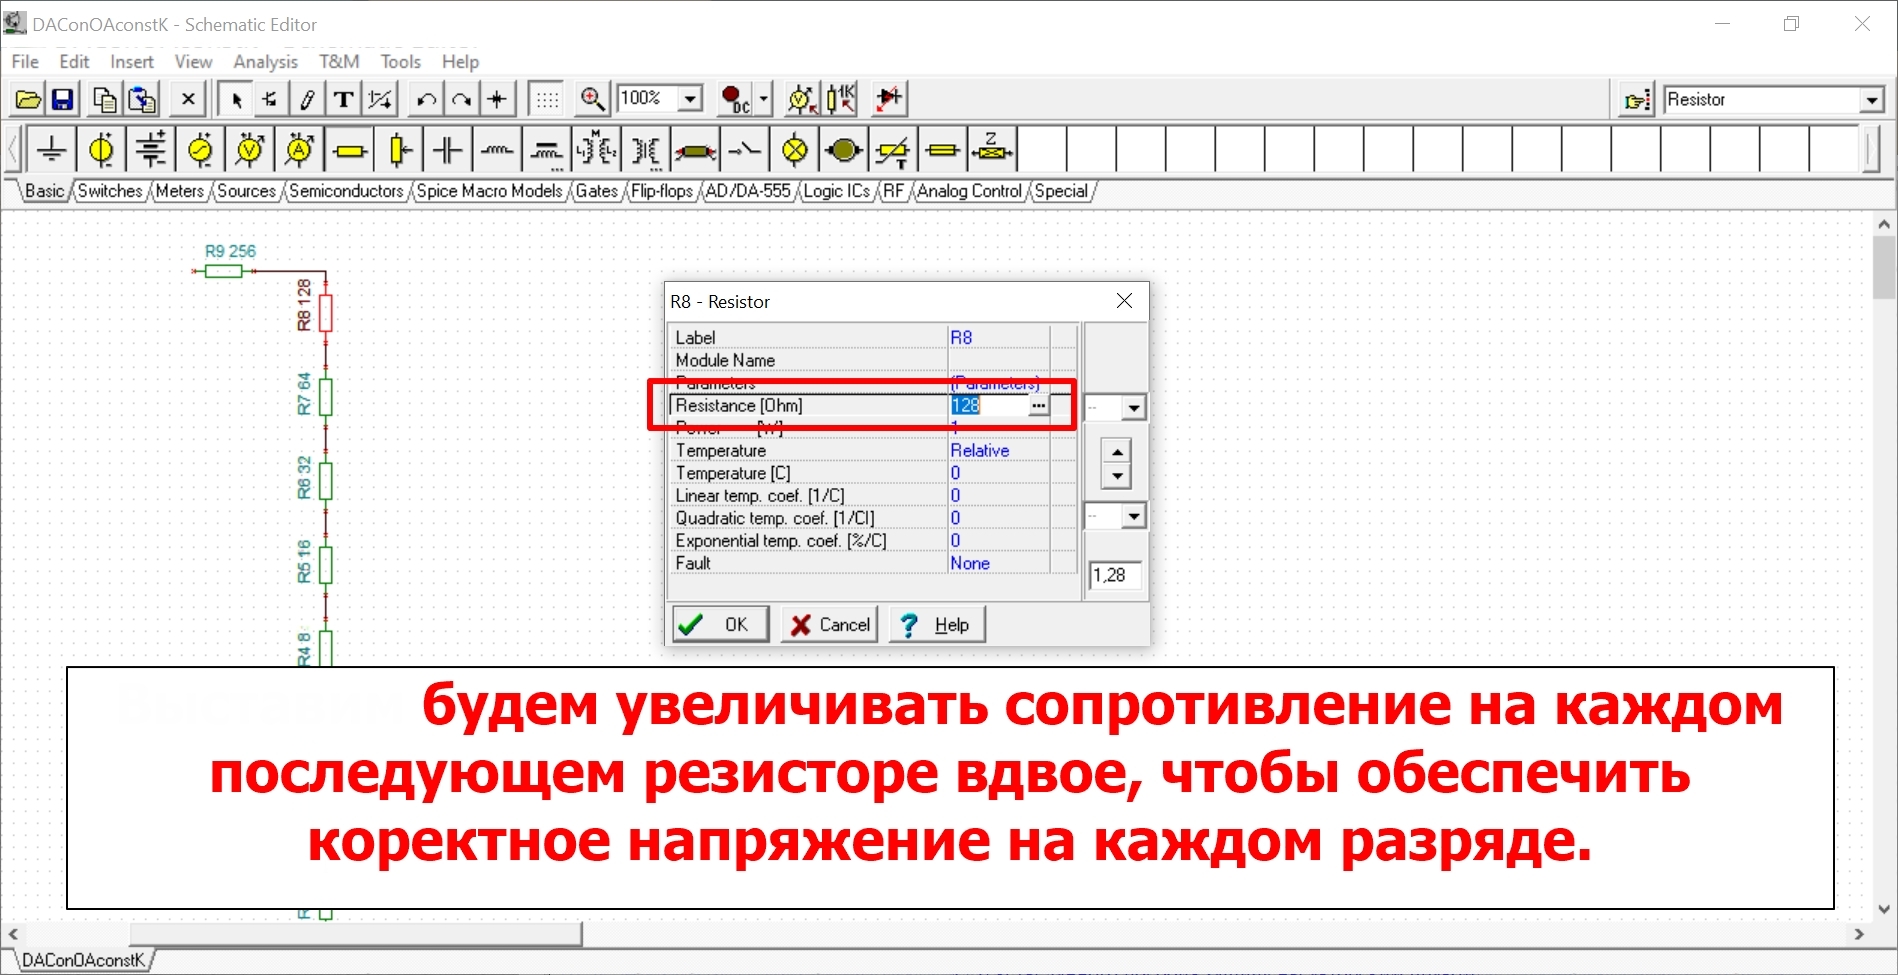 DAConOAconstK - Schematic Editor
File Edit Insert View Analysis T&M Tools Help
100% DC 1K Resistor
M Z T
Basic Switches Meters Sources Semiconductors Spice Macro Models Gates Flip-flops AD/DA-555 Logic ICs RF Analog Control Special
R9 256
R8 128
R7 64
R6 32
R5 16
R4 8
R8 - Resistor
Label R8
Module Name
Parameters (Parameters)
Resistance [Ohm] 128 ...
Power [W] 1
Temperature Relative
Temperature [C] 0
Linear temp. coef. [1/C] 0
Quadratic temp. coef. [1/CI] 0
Exponential temp. coef. [%/C] 0
Fault None
--
--
1,28
OK Cancel Help
будем увеличивать сопротивление на каждом
последующем резисторе вдвое, чтобы обеспечить
коректное напряжение на каждом разряде.
DAConOAconstK